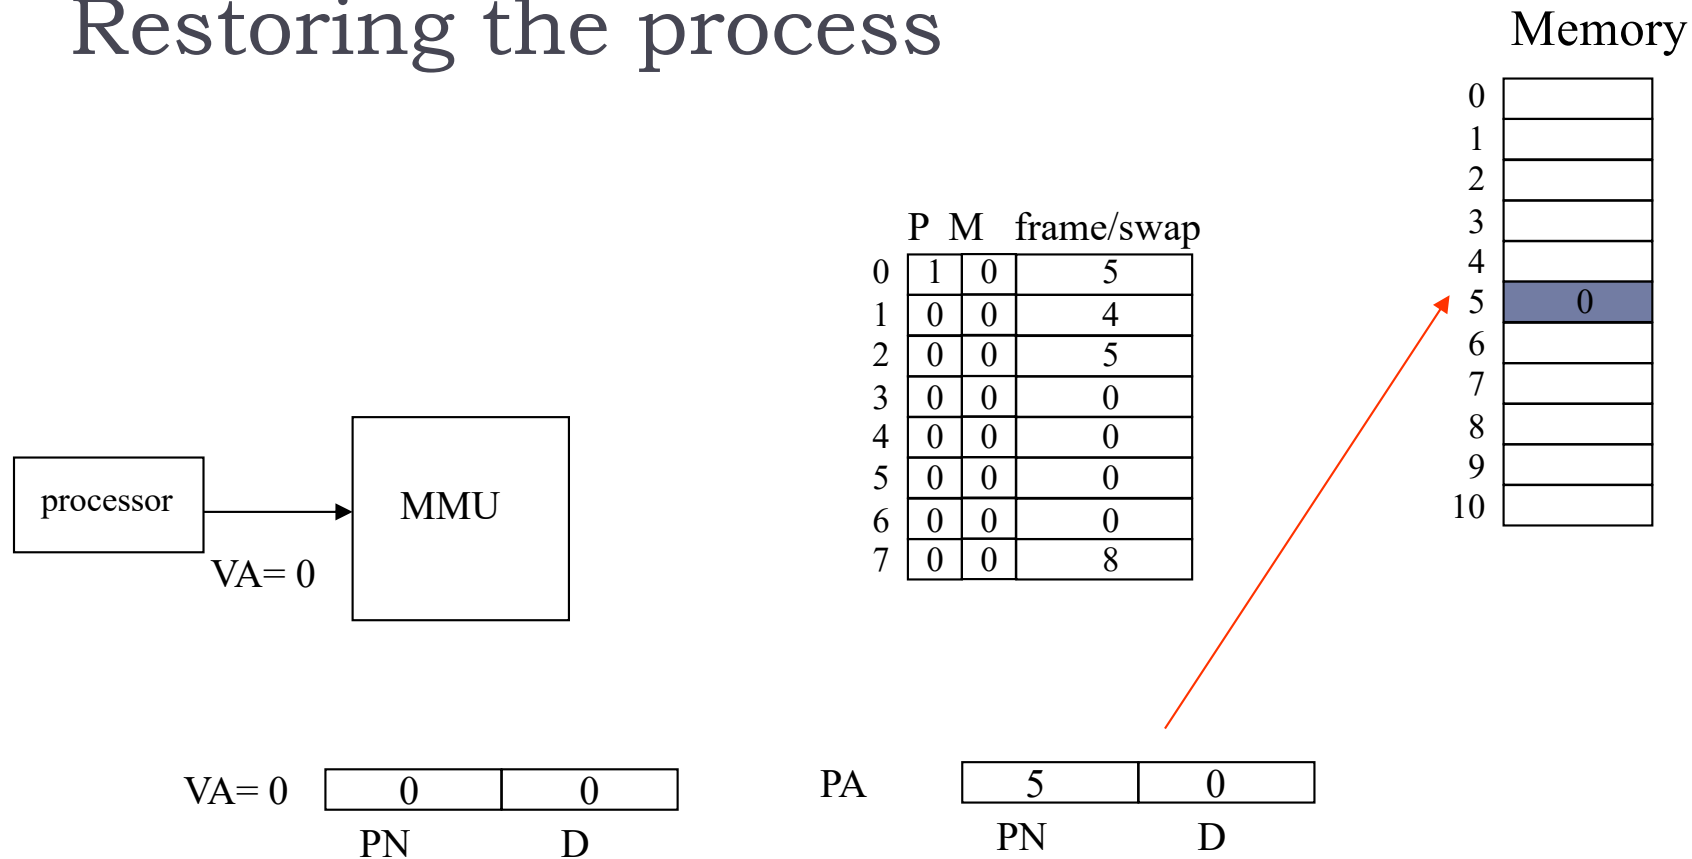 Restoring the process
Memory
0
1
2
3
4
5 0
6
7
8
9
10
P M frame/swap
0 1 0 5
1 0 0 4
2 0 0 5
3 0 0 0
4 0 0 0
5 0 0 0
6 0 0 0
7 0 0 8
processor
MMU
VA= 0
VA= 0 0 0
PN D
PA 5 0
PN D